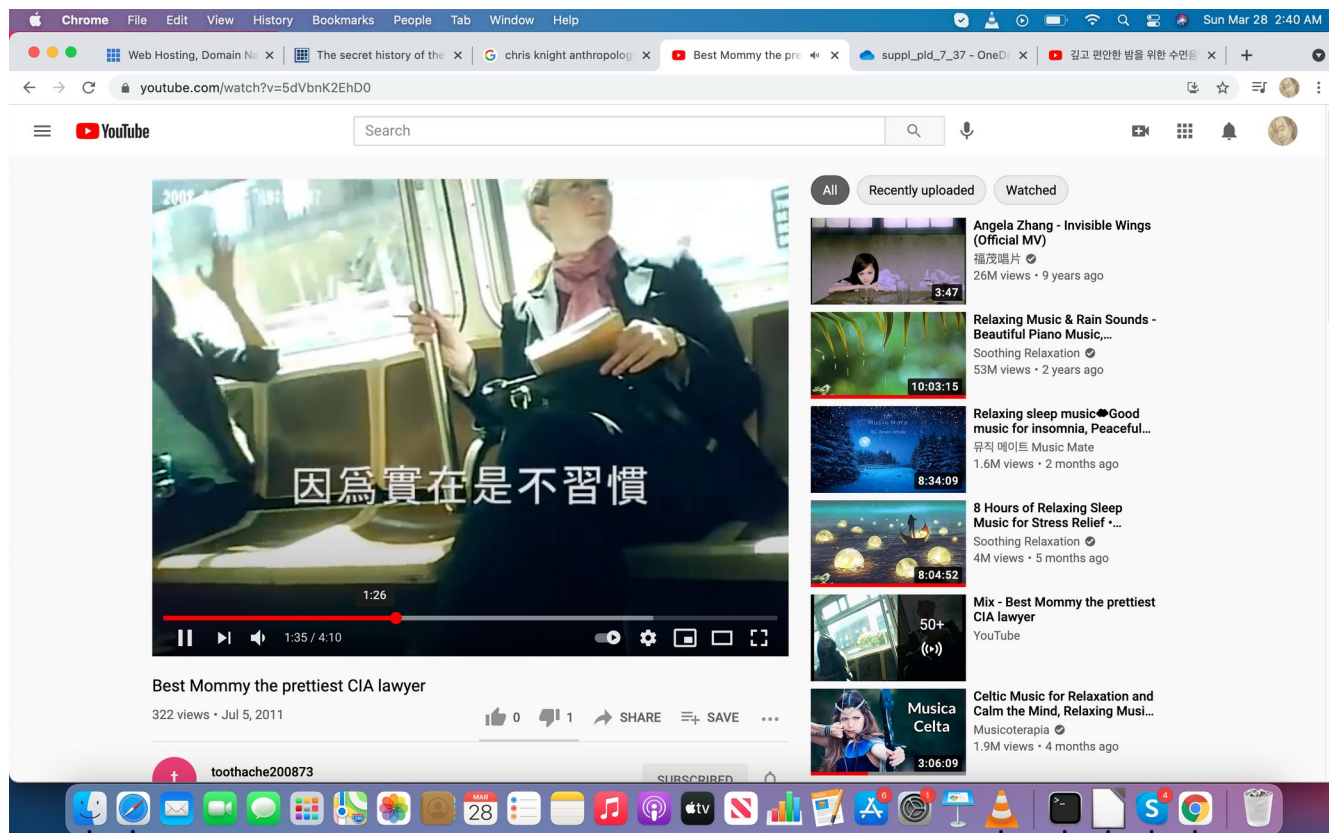 Chrome File Edit View History Bookmarks People Tab Window Help
Sun Mar 28 2:40 AM
Web Hosting, Domain Na
The secret history of the
chris knight anthropolog
Best Mommy the pre
suppl_pld_7_37 - OneDr
깊고 편안한 밤을 위한 수면음
youtube.com/watch?v=5dVbnK2EhD0
YouTube
Search
因爲實在是不習慣
1:26
1:35 / 4:10
Best Mommy the prettiest CIA lawyer
322 views • Jul 5, 2011
0 1 SHARE SAVE
t
toothache200873
SUBSCRIBED
All Recently uploaded Watched
Angela Zhang - Invisible Wings
(Official MV)
福茂唱片
26M views • 9 years ago
3:47
Relaxing Music & Rain Sounds -
Beautiful Piano Music,...
Soothing Relaxation
53M views • 2 years ago
10:03:15
Relaxing sleep music Good
music for insomnia, Peaceful...
뮤직 메이트 Music Mate
1.6M views • 2 months ago
Music Mate
8:34:09
8 Hours of Relaxing Sleep
Music for Stress Relief •...
Soothing Relaxation
4M views • 5 months ago
8:04:52
Mix - Best Mommy the prettiest
CIA lawyer
YouTube
50+
Celtic Music for Relaxation and
Calm the Mind, Relaxing Musi...
Musicoterapia
1.9M views • 4 months ago
Musica
Celta
3:06:09
MAR
28
tv
6
1
4